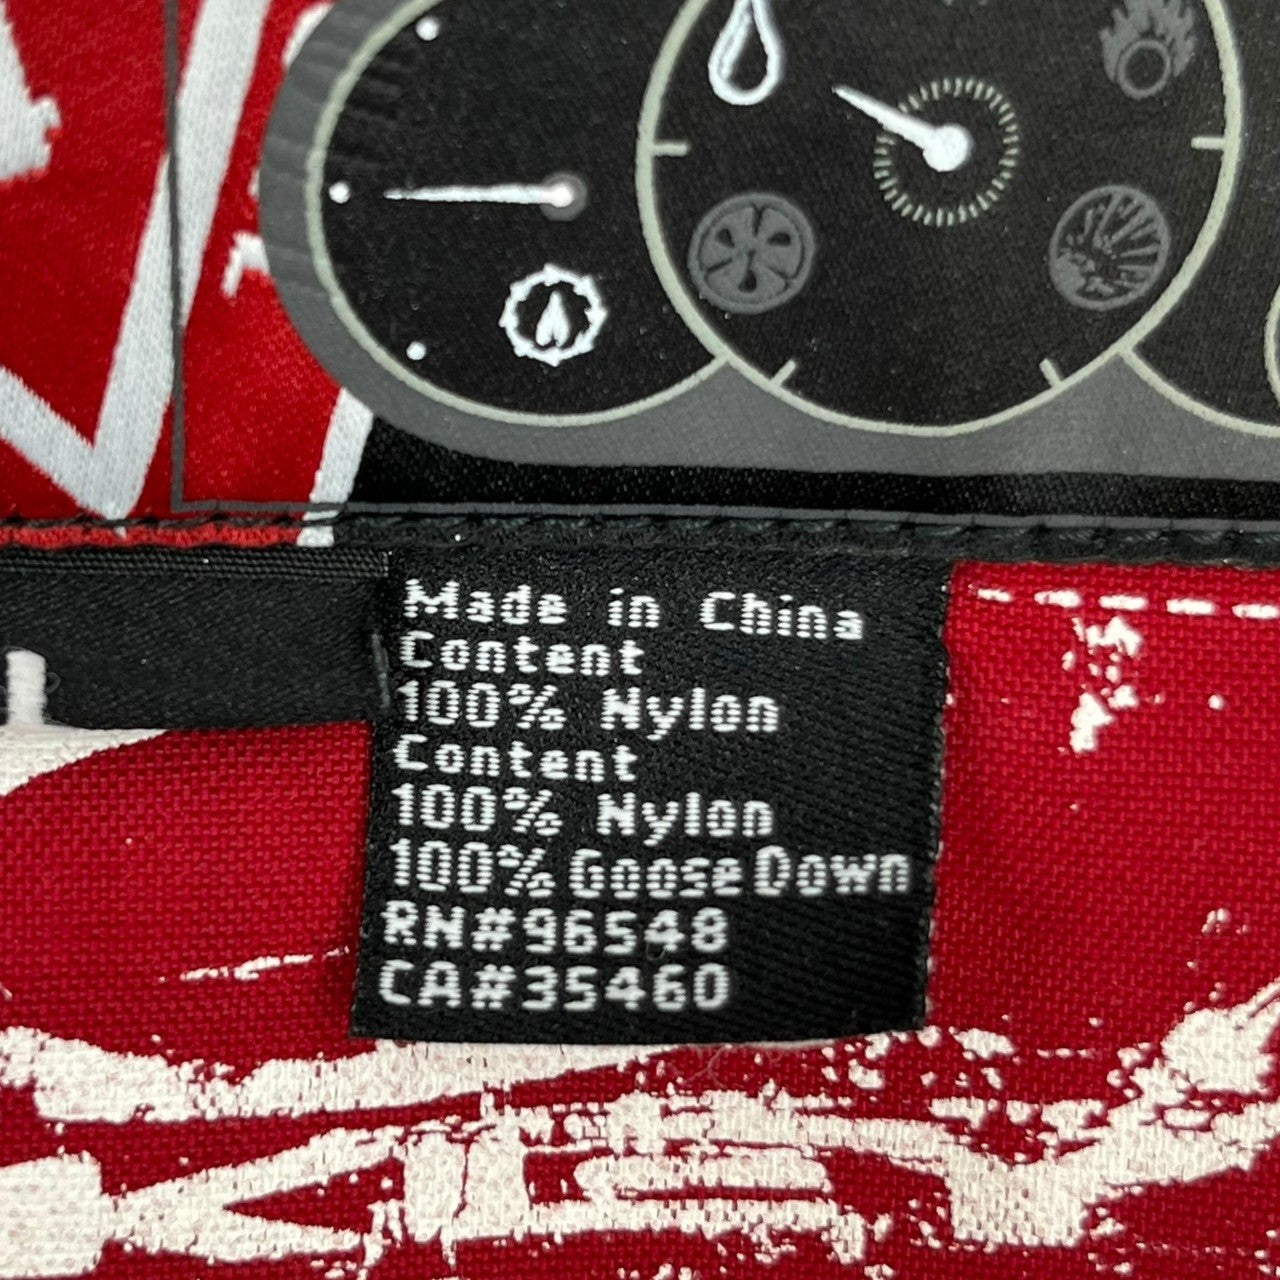 Made in China
Content
100% Nylon
Content
100% Nylon
100% Goose Down
RN#96548
CA#35460